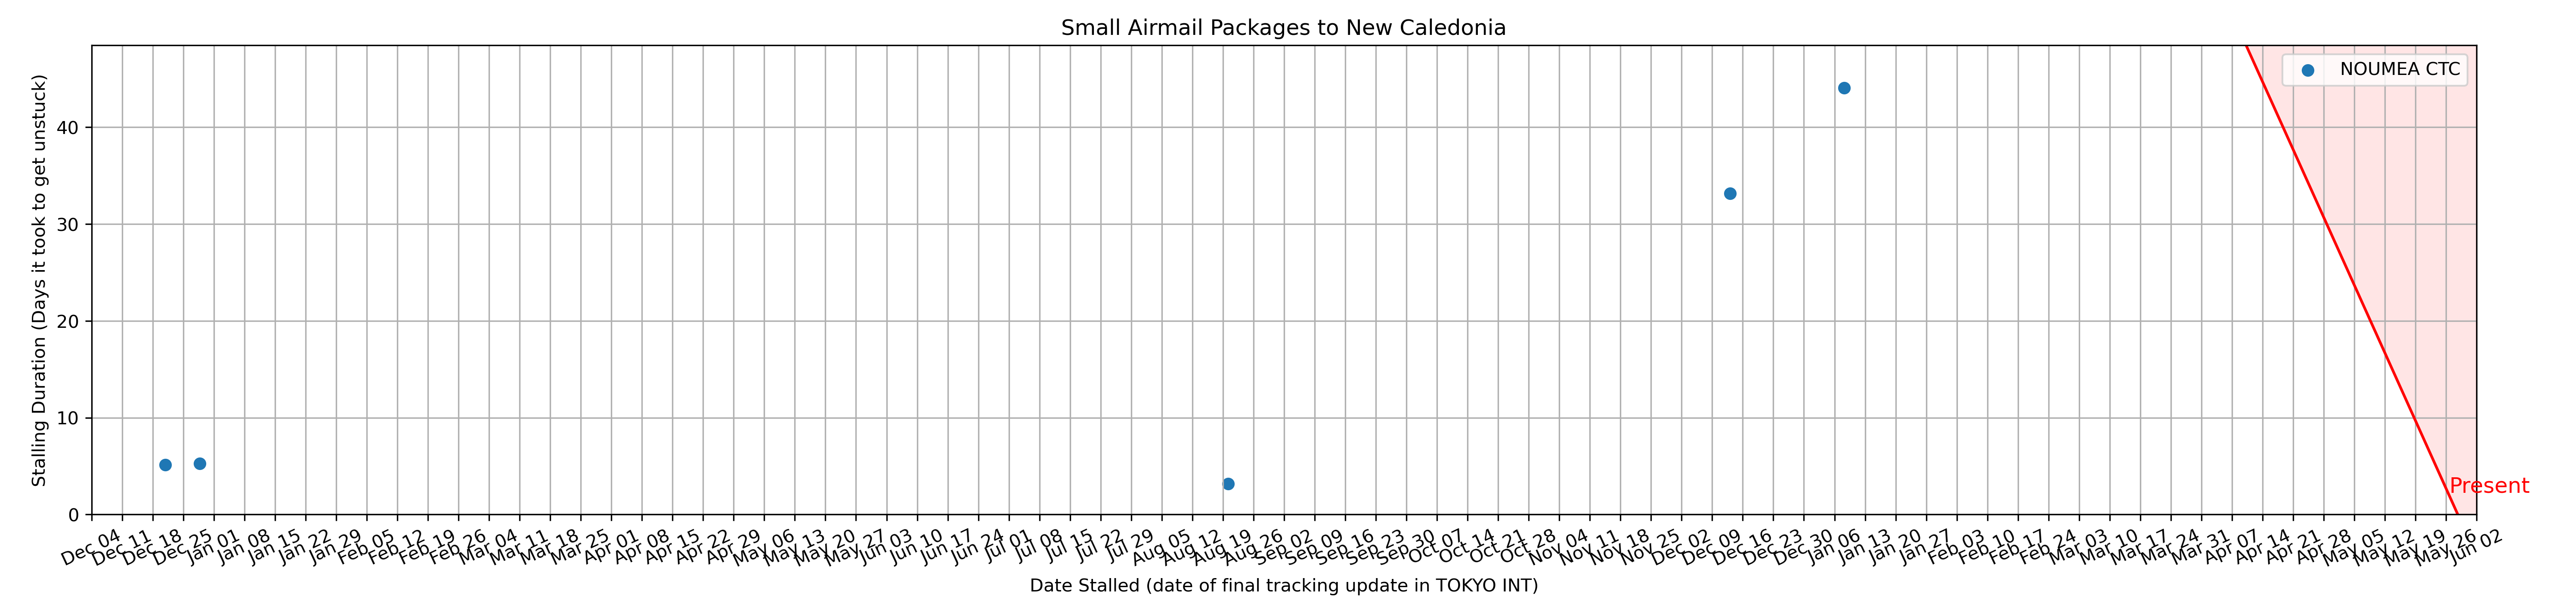 Small Airmail Packages to New Caledonia
NOUMEA CTC
Stalling Duration (Days it took to get unstuck)
40
30
20
10
0
Present
Dec 04 Dec 11 Dec 18 Dec 25 Jan 01 Jan 08 Jan 15 Jan 22 Jan 29 Feb 05 Feb 12 Feb 19 Feb 26 Mar 04 Mar 11 Mar 18 Mar 25 Apr 01 Apr 08 Apr 15 Apr 22 Apr 29 May 06 May 13 May 20 May 27 Jun 03 Jun 10 Jun 17 Jun 24 Jul 01 Jul 08 Jul 15 Jul 22 Jul 29 Aug 05 Aug 12 Aug 19 Aug 26 Sep 02 Sep 09 Sep 16 Sep 23 Sep 30 Oct 07 Oct 14 Oct 21 Oct 28 Nov 04 Nov 11 Nov 18 Nov 25 Dec 02 Dec 09 Dec 16 Dec 23 Dec 30 Jan 06 Jan 13 Jan 20 Jan 27 Feb 03 Feb 10 Feb 17 Feb 24 Mar 03 Mar 10 Mar 17 Mar 24 Mar 31 Apr 07 Apr 14 Apr 21 Apr 28 May 05 May 12 May 19 May 26 Jun 02
Date Stalled (date of final tracking update in TOKYO INT)